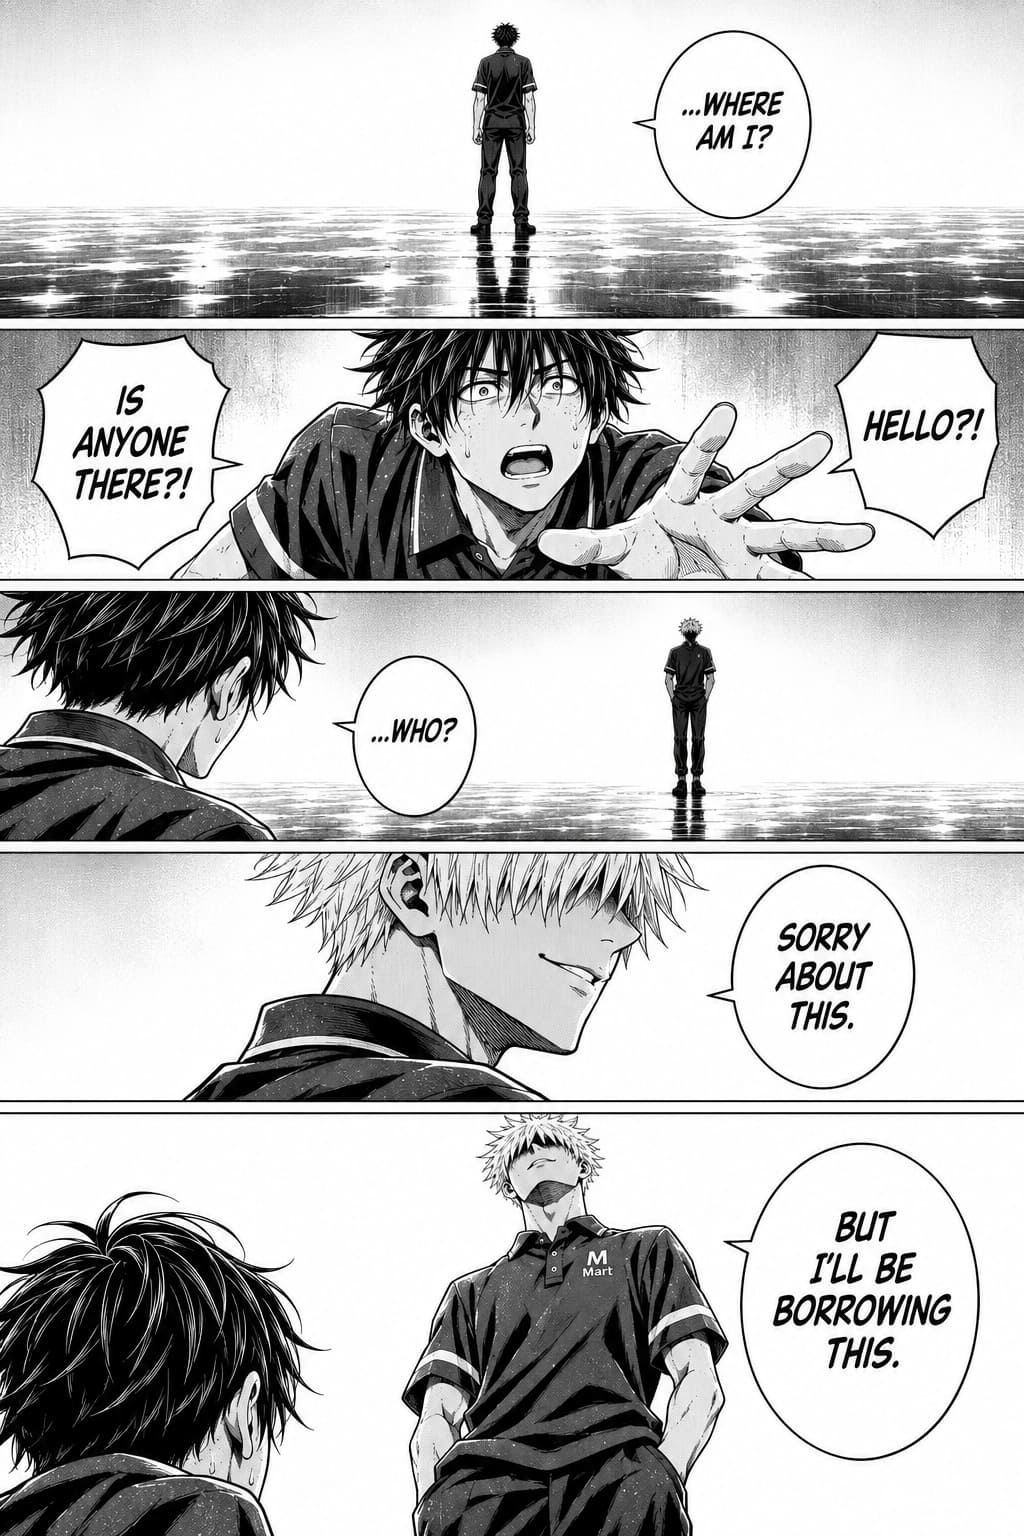 ...WHERE
AM I?
IS
ANYONE
THERE?!
HELLO?!
...WHO?
SORRY
ABOUT
THIS.
M
Mart
BUT
I'LL BE
BORROWING
THIS.